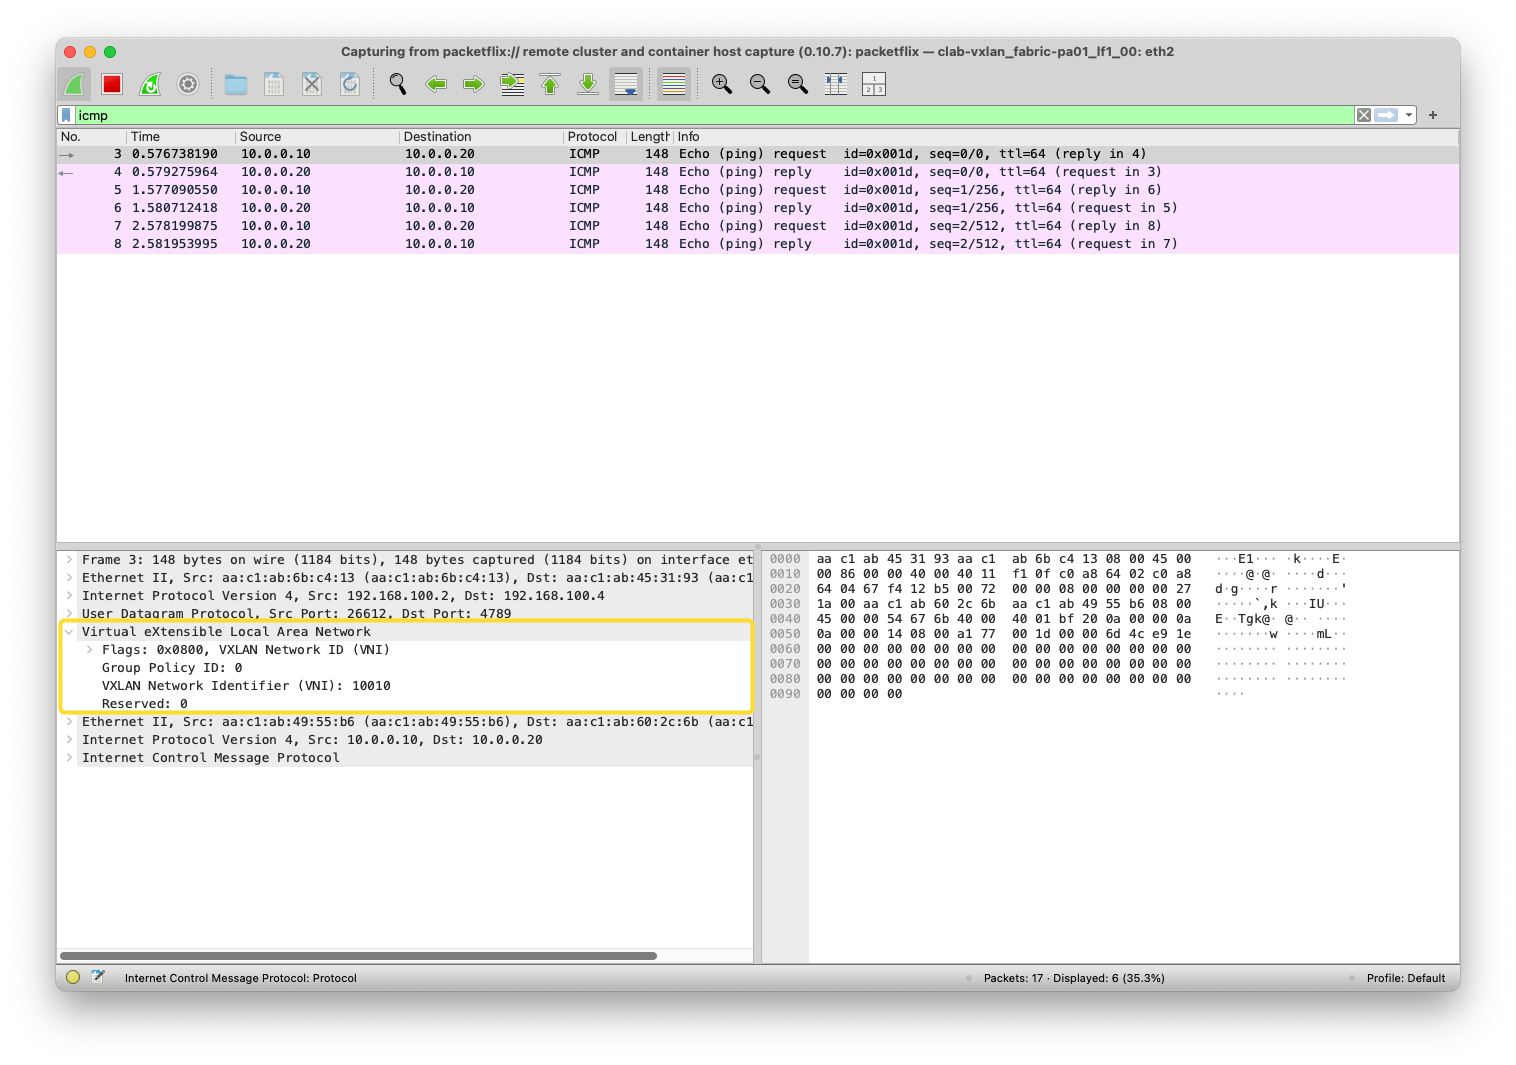 Capturing from packetflix:// remote cluster and container host capture (0.10.7): packetflix — clab-vxlan_fabric-pa01_lf1_00: eth2
icmp
No. Time Source Destination Protocol Length Info
3 0.576738190 10.0.0.10 10.0.0.20 ICMP 148 Echo (ping) request id=0x001d, seq=0/0, ttl=64 (reply in 4)
4 0.579275964 10.0.0.20 10.0.0.10 ICMP 148 Echo (ping) reply id=0x001d, seq=0/0, ttl=64 (request in 3)
5 1.577090550 10.0.0.10 10.0.0.20 ICMP 148 Echo (ping) request id=0x001d, seq=1/256, ttl=64 (reply in 6)
6 1.580712418 10.0.0.20 10.0.0.10 ICMP 148 Echo (ping) reply id=0x001d, seq=1/256, ttl=64 (request in 5)
7 2.578199875 10.0.0.10 10.0.0.20 ICMP 148 Echo (ping) request id=0x001d, seq=2/512, ttl=64 (reply in 8)
8 2.581953995 10.0.0.20 10.0.0.10 ICMP 148 Echo (ping) reply id=0x001d, seq=2/512, ttl=64 (request in 7)
Frame 3: 148 bytes on wire (1184 bits), 148 bytes captured (1184 bits) on interface et
Ethernet II, Src: aa:c1:ab:6b:c4:13 (aa:c1:ab:6b:c4:13), Dst: aa:c1:ab:45:31:93 (aa:c1
Internet Protocol Version 4, Src: 192.168.100.2, Dst: 192.168.100.4
User Datagram Protocol, Src Port: 26612, Dst Port: 4789
Virtual eXtensible Local Area Network
Flags: 0x0800, VXLAN Network ID (VNI)
Group Policy ID: 0
VXLAN Network Identifier (VNI): 10010
Reserved: 0
Ethernet II, Src: aa:c1:ab:49:55:b6 (aa:c1:ab:49:55:b6), Dst: aa:c1:ab:60:2c:6b (aa:c1
Internet Protocol Version 4, Src: 10.0.0.10, Dst: 10.0.0.20
Internet Control Message Protocol
0000 aa c1 ab 45 31 93 aa c1 ab 6b c4 13 08 00 45 00 ···E1··· ·k····E·
0010 00 86 00 00 40 00 40 11 f1 0f c0 a8 64 02 c0 a8 ····@·@· ····d···
0020 64 04 67 f4 12 b5 00 72 00 00 08 00 00 00 00 27 d·g····r ·······'
0030 1a 00 aa c1 ab 60 2c 6b aa c1 ab 49 55 b6 08 00 ·····`,k ···IU···
0040 45 00 00 54 67 6b 40 00 40 01 bf 20 0a 00 00 0a E··Tgk@· @·· ····
0050 0a 00 00 14 08 00 a1 77 00 1d 00 00 6d 4c e9 1e ·······w ····mL··
0060 00 00 00 00 00 00 00 00 00 00 00 00 00 00 00 00 ········ ········
0070 00 00 00 00 00 00 00 00 00 00 00 00 00 00 00 00 ········ ········
0080 00 00 00 00 00 00 00 00 00 00 00 00 00 00 00 00 ········ ········
0090 00 00 00 00 ····
Internet Control Message Protocol: Protocol
Packets: 17 · Displayed: 6 (35.3%)
Profile: Default